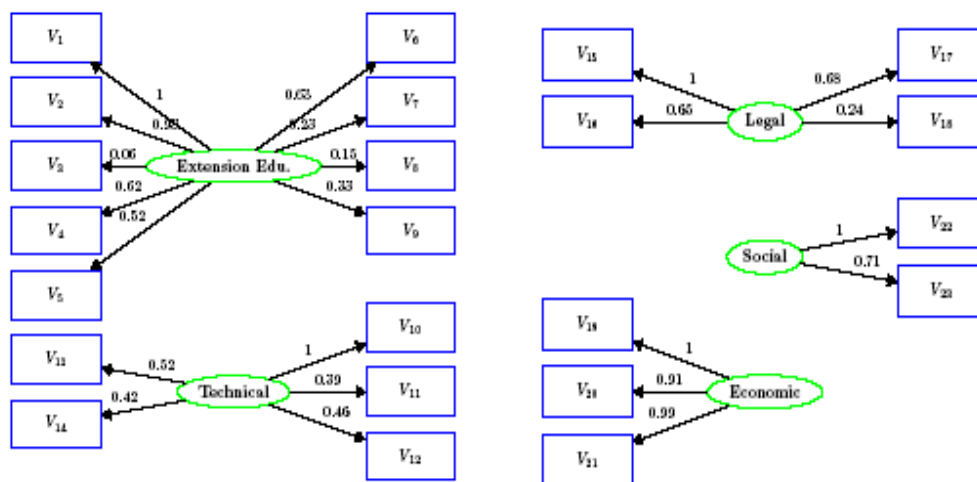 V₁
V₂
V₃
V₄
V₅
V₆
V₇
V₈
V₉
1
0.06
0.62
0.52
0.63
0.23
0.15
0.33
Extension Edu.
V₁₃
V₁₄
V₁₀
V₁₁
V₁₂
0.52
0.42
1
0.39
0.46
Technical
V₁₅
V₁₆
V₁₇
V₁₈
1
0.65
0.68
0.24
Legal
V₂₂
V₂₃
1
0.71
Social
V₁₉
V₂₀
V₂₁
1
0.91
0.99
Economic